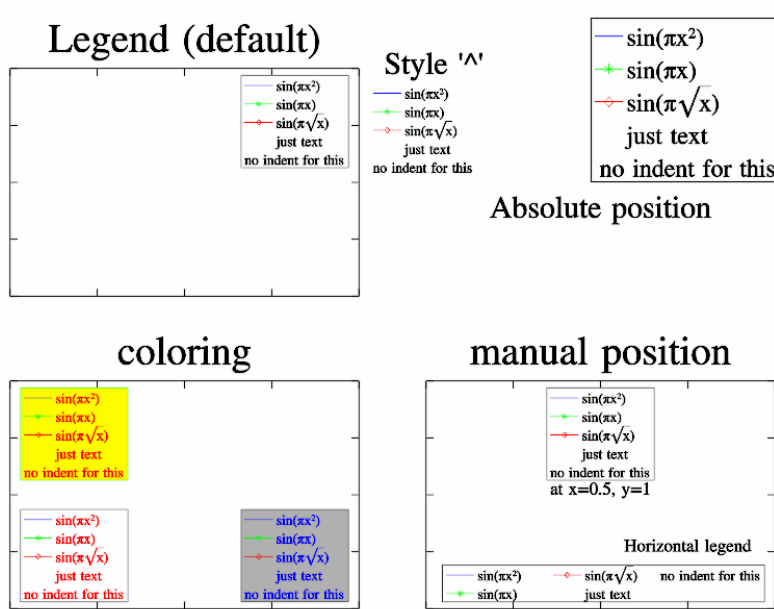 Legend (default)
sin(πx²)
sin(πx)
sin(π√x)
just text
no indent for this
Style '^'
sin(πx²)
sin(πx)
sin(π√x)
just text
no indent for this
sin(πx²)
sin(πx)
sin(π√x)
just text
no indent for this
Absolute position
coloring
sin(πx²)
sin(πx)
sin(π√x)
just text
no indent for this
sin(πx²)
sin(πx)
sin(π√x)
just text
no indent for this
sin(πx²)
sin(πx)
sin(π√x)
just text
no indent for this
manual position
sin(πx²)
sin(πx)
sin(π√x)
just text
no indent for this
at x=0.5, y=1
Horizontal legend
sin(πx²) sin(π√x) no indent for this
sin(πx) just text